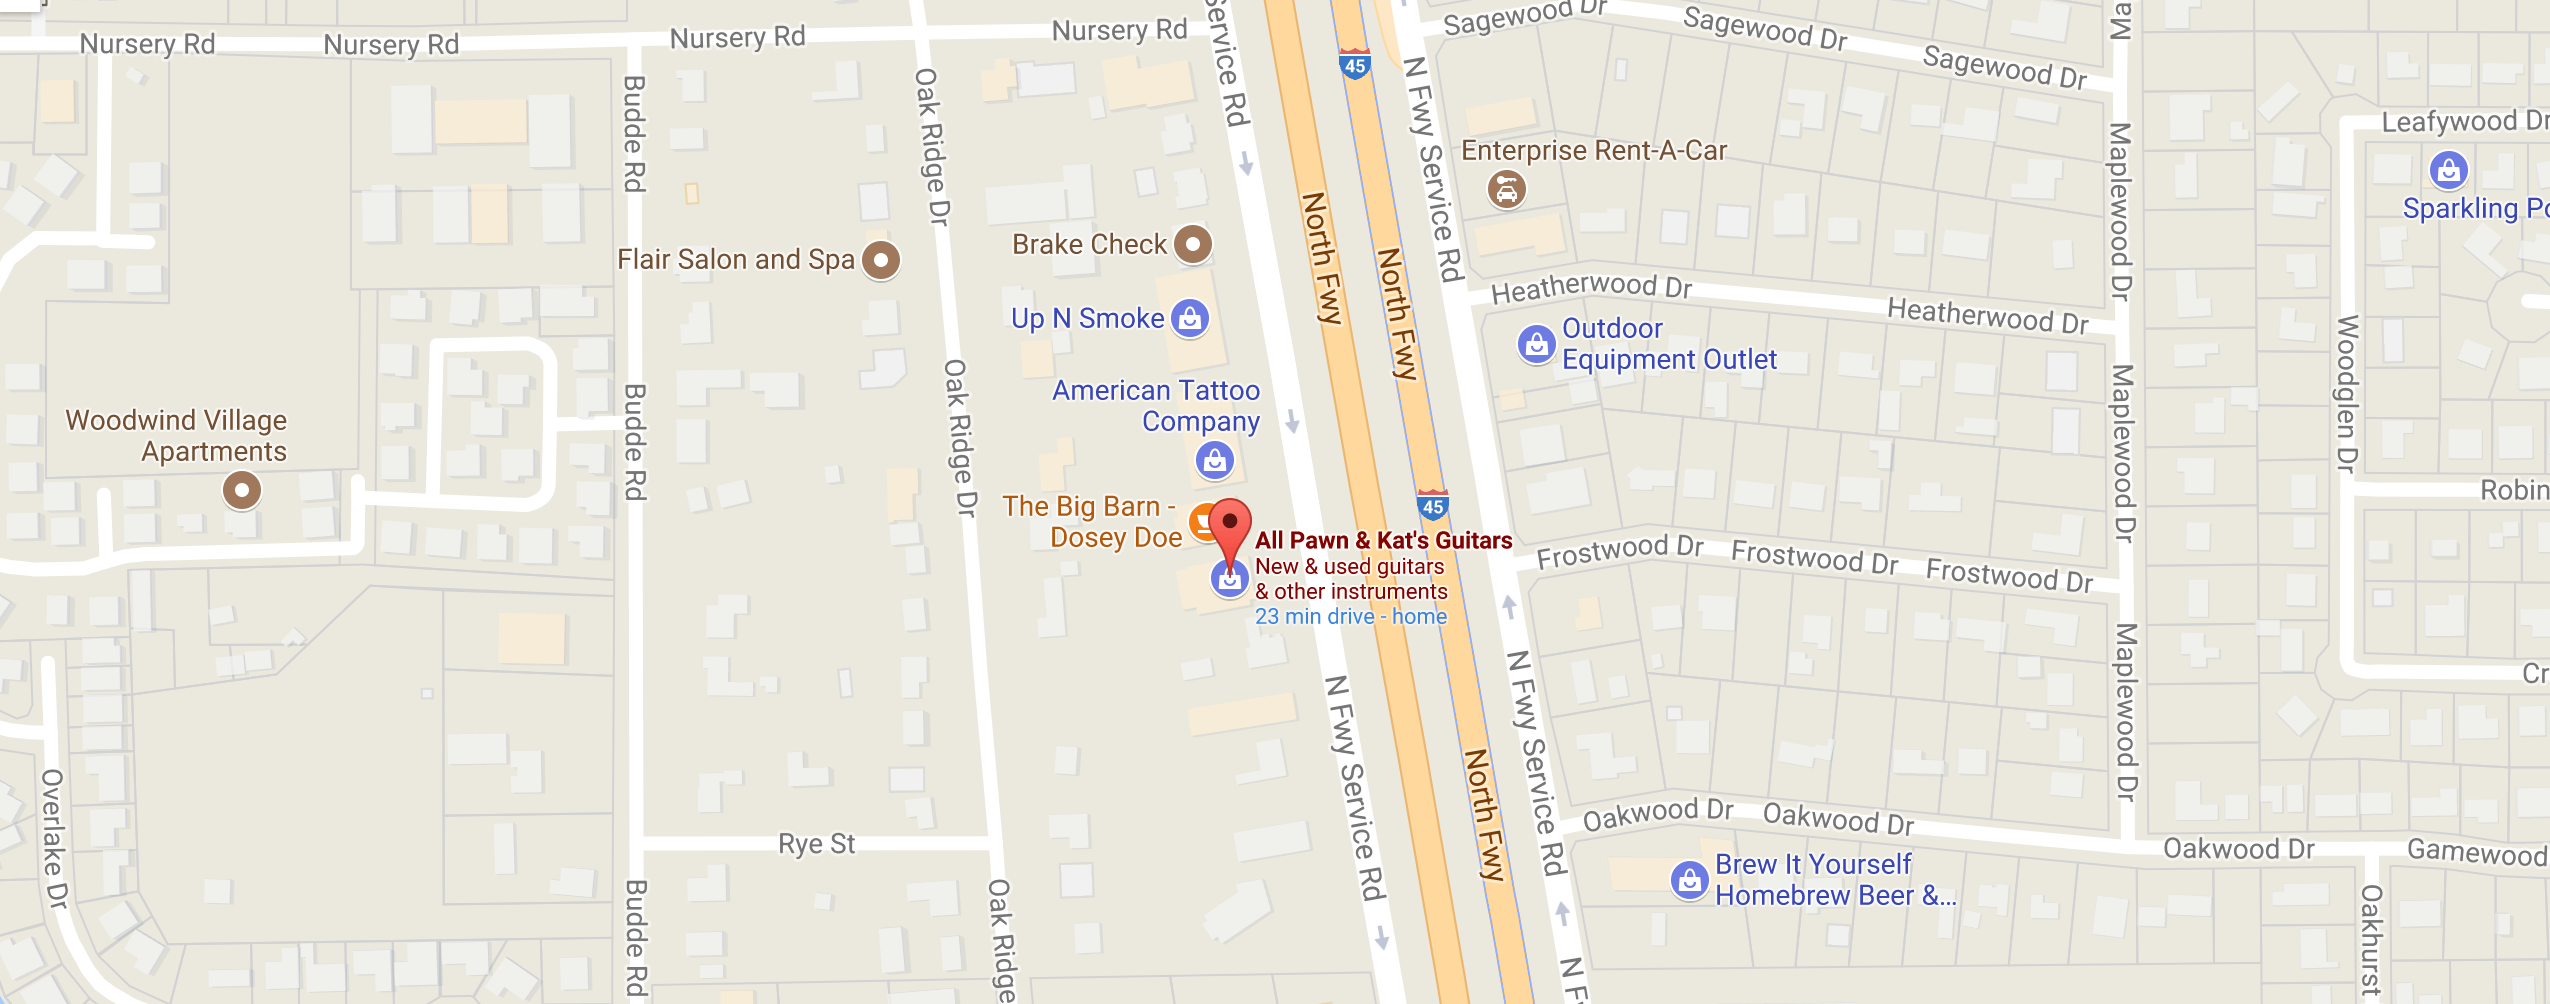 Nursery Rd
Nursery Rd
Nursery Rd
Nursery Rd
Service Rd
45
Sagewood Dr
Sagewood Dr
Sagewood Dr
Budde Rd
Oak Ridge Dr
N Fwy Service Rd
Enterprise Rent-A-Car
Maplewood Dr
Leafywood Dr
Sparkling
Flair Salon and Spa
Brake Check
North Fwy
North Fwy
Heatherwood Dr
Heatherwood Dr
Up N Smoke
Outdoor
Equipment Outlet
Woodglen Dr
American Tattoo
Company
Budde Rd
Oak Ridge Dr
Woodwind Village
Apartments
Maplewood Dr
Robin
45
The Big Barn -
Dosey Doe
All Pawn & Kat's Guitars
New & used guitars
& other instruments
23 min drive - home
Frostwood Dr
Frostwood Dr
Frostwood Dr
Maplewood Dr
Cr
N Fwy Service Rd
N Fwy Service Rd
North Fwy
Overlake Dr
Rye St
Oakwood Dr
Oakwood Dr
Oakwood Dr
Gamewood
Brew It Yourself
Homebrew Beer &...
Budde Rd
Oak Ridge
Oakhurst